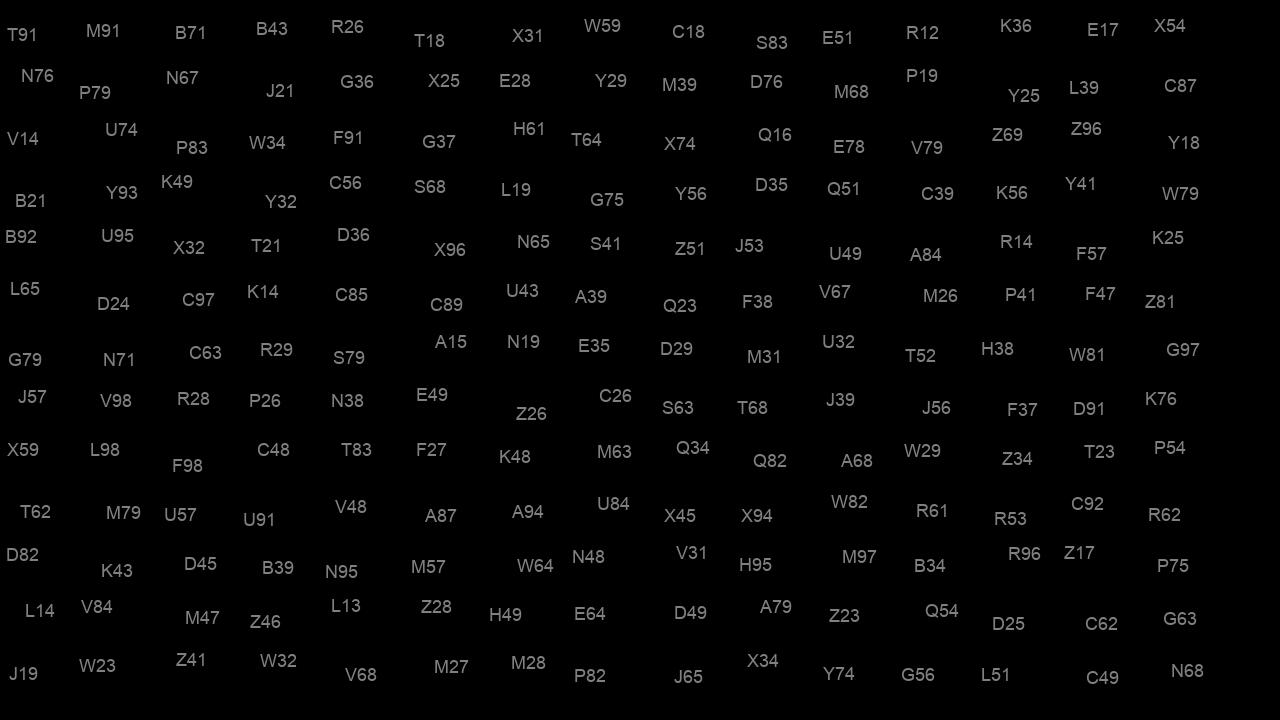 T91 M91 B71 B43 R26 T18 X31 W59 C18 S83 E51 R12 K36 E17 X54
N76 P79 N67 J21 G36 X25 E28 Y29 M39 D76 M68 P19 Y25 L39 C87
V14 U74 P83 W34 F91 G37 H61 T64 X74 Q16 E78 V79 Z69 Z96 Y18
B21 Y93 K49 Y32 C56 S68 L19 G75 Y56 D35 Q51 C39 K56 Y41 W79
B92 U95 X32 T21 D36 X96 N65 S41 Z51 J53 U49 A84 R14 F57 K25
L65 D24 C97 K14 C85 C89 U43 A39 Q23 F38 V67 M26 P41 F47 Z81
G79 N71 C63 R29 S79 A15 N19 E35 D29 M31 U32 T52 H38 W81 G97
J57 V98 R28 P26 N38 E49 Z26 C26 S63 T68 J39 J56 F37 D91 K76
X59 L98 F98 C48 T83 F27 K48 M63 Q34 Q82 A68 W29 Z34 T23 P54
T62 M79 U57 U91 V48 A87 A94 U84 X45 X94 W82 R61 R53 C92 R62
D82 K43 D45 B39 N95 M57 W64 N48 V31 H95 M97 B34 R96 Z17 P75
L14 V84 M47 Z46 L13 Z28 H49 E64 D49 A79 Z23 Q54 D25 C62 G63
J19 W23 Z41 W32 V68 M27 M28 P82 J65 X34 Y74 G56 L51 C49 N68